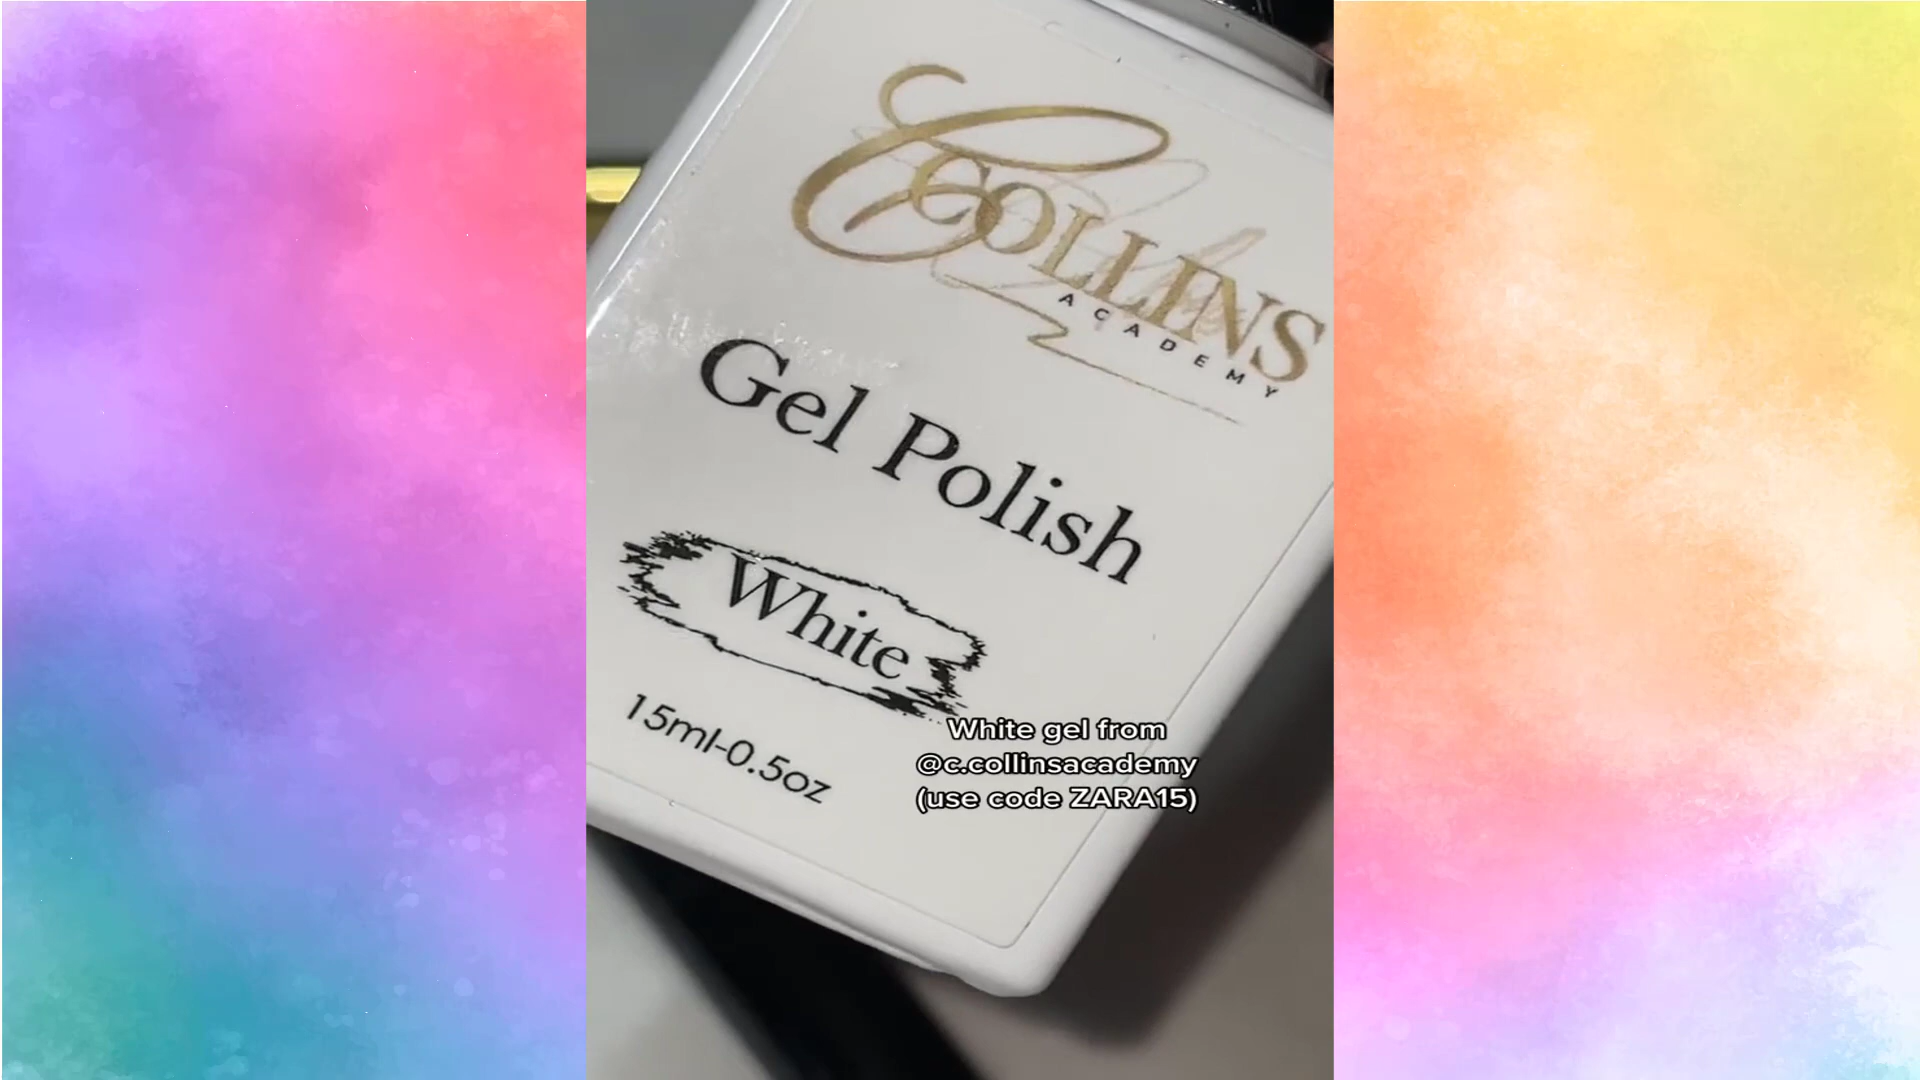 COLLINS
ACADEMY
Gel Polish
White
15ml-0.5oz
White gel from
@c.collinsacademy
(use code ZARA15)